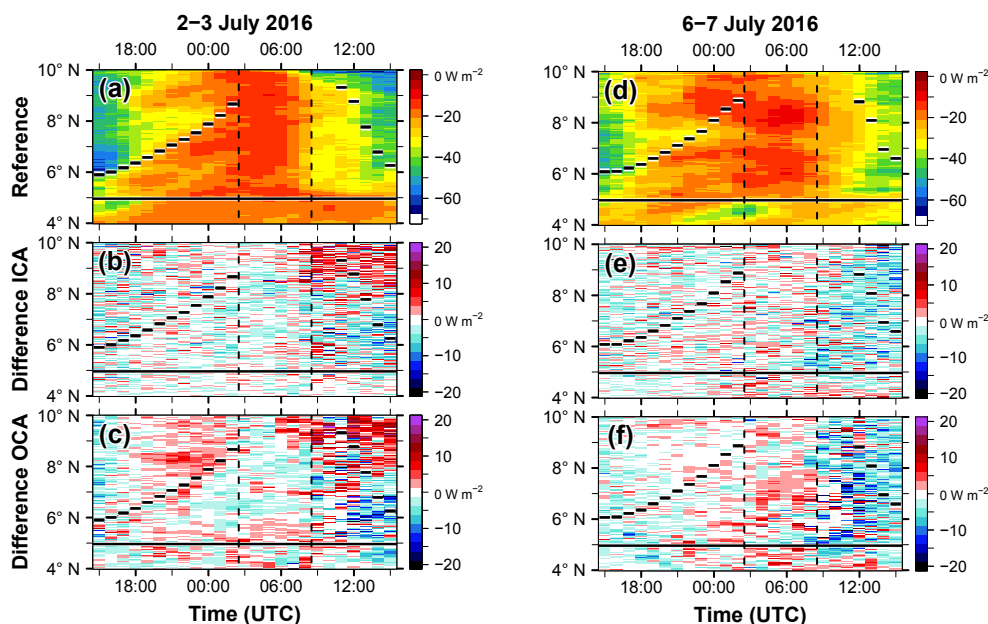 2–3 July 2016
6–7 July 2016
18:00 00:00 06:00 12:00
18:00 00:00 06:00 12:00
Reference
10° N
8° N
6° N
4° N
(a)
0 W m−2
−20
−40
−60
10° N
8° N
6° N
4° N
(d)
0 W m−2
−20
−40
−60
Difference ICA
10° N
8° N
6° N
4° N
(b)
20
10
0 W m−2
−10
−20
10° N
8° N
6° N
4° N
(e)
20
10
0 W m−2
−10
−20
Difference OCA
10° N
8° N
6° N
4° N
(c)
20
10
0 W m−2
−10
−20
10° N
8° N
6° N
4° N
(f)
20
10
0 W m−2
−10
−20
18:00 00:00 06:00 12:00
18:00 00:00 06:00 12:00
Time (UTC)
Time (UTC)